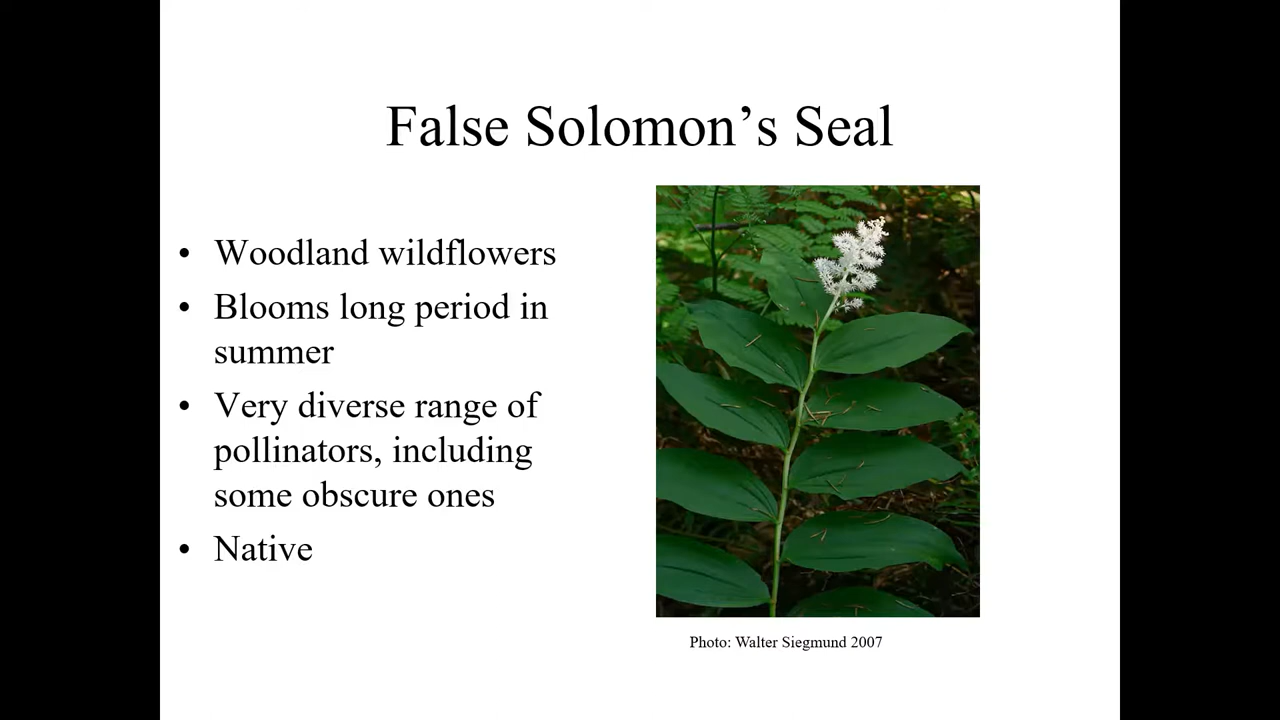 False Solomon’s Seal
• Woodland wildflowers
• Blooms long period in
summer
• Very diverse range of
pollinators, including
some obscure ones
• Native
Photo: Walter Siegmund 2007